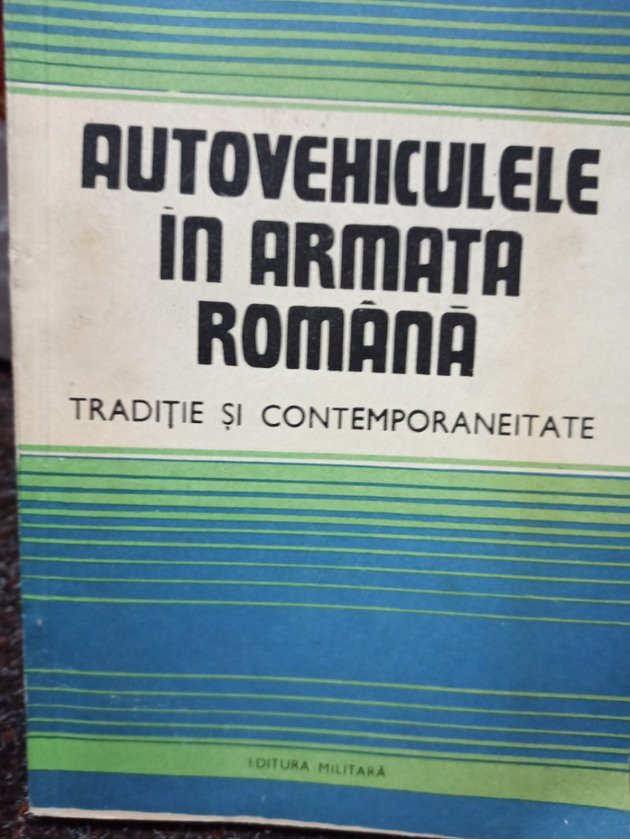 AUTOVEHICULELE
ÎN ARMATA
ROMÂNĂ
TRADIȚIE ȘI CONTEMPORANEITATE
EDITURA MILITARĂ